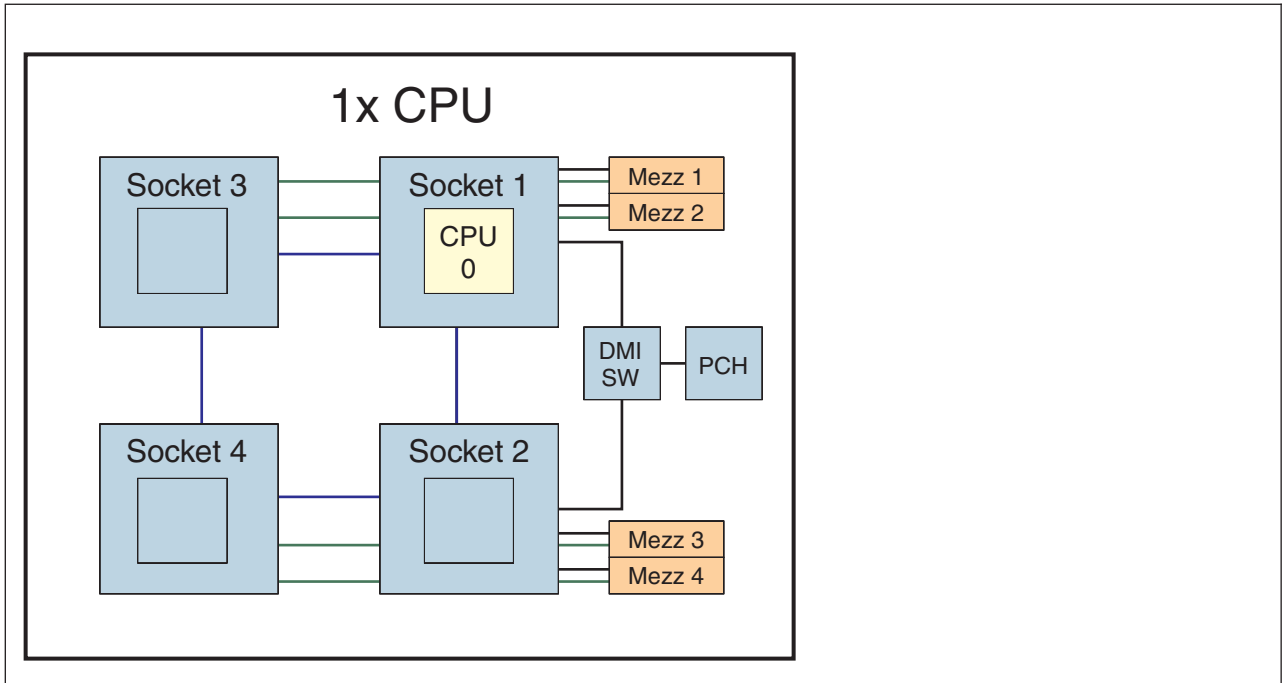 1x CPU
Socket 3
Socket 1
CPU
0
Mezz 1
Mezz 2
DMI
SW
PCH
Socket 4
Socket 2
Mezz 3
Mezz 4